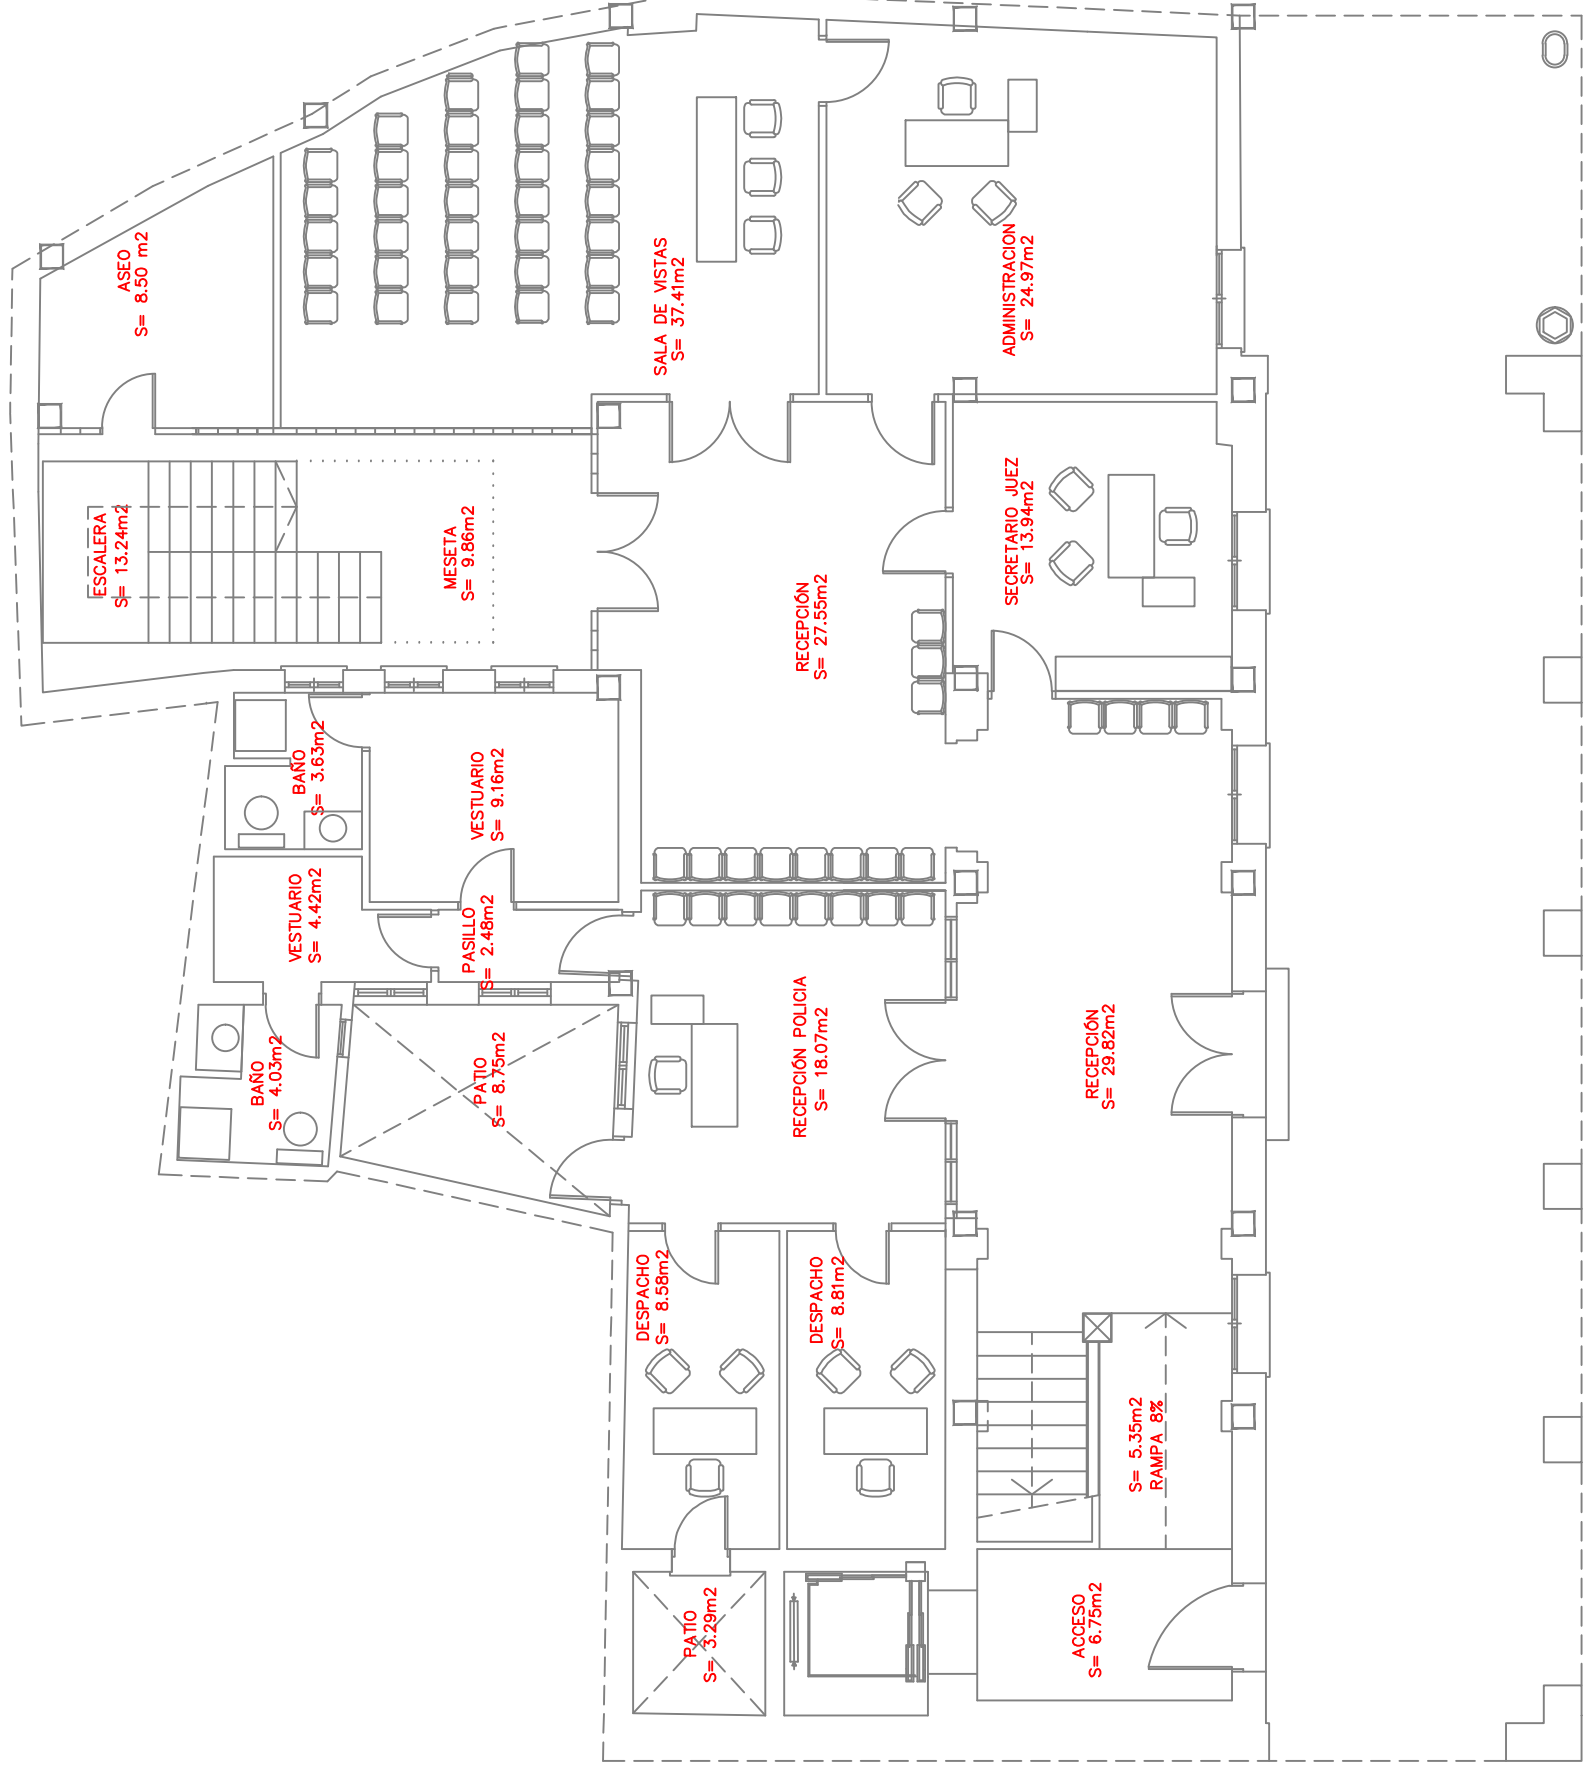 ASEO
S= 8.50 m2
SALA DE VISTAS
S= 37.41m2
ADMINISTRACION
S= 24.97m2
ESCALERA
S= 13.24m2
MESETA
S= 9.86m2
RECEPCIÓN
S= 27.55m2
SECRETARIO JUEZ
S= 13.94m2
BAÑO
S= 3.63m2
VESTUARIO
S= 9.16m2
VESTUARIO
S= 4.42m2
PASILLO
S= 2.48m2
BAÑO
S= 4.03m2
PATIO
S= 8.75m2
RECEPCIÓN POLICIA
S= 18.07m2
RECEPCIÓN
S= 29.82m2
DESPACHO
S= 8.58m2
DESPACHO
S= 8.81m2
S= 5.35m2
RAMPA 8%
PATIO
S= 3.29m2
ACCESO
S= 6.75m2